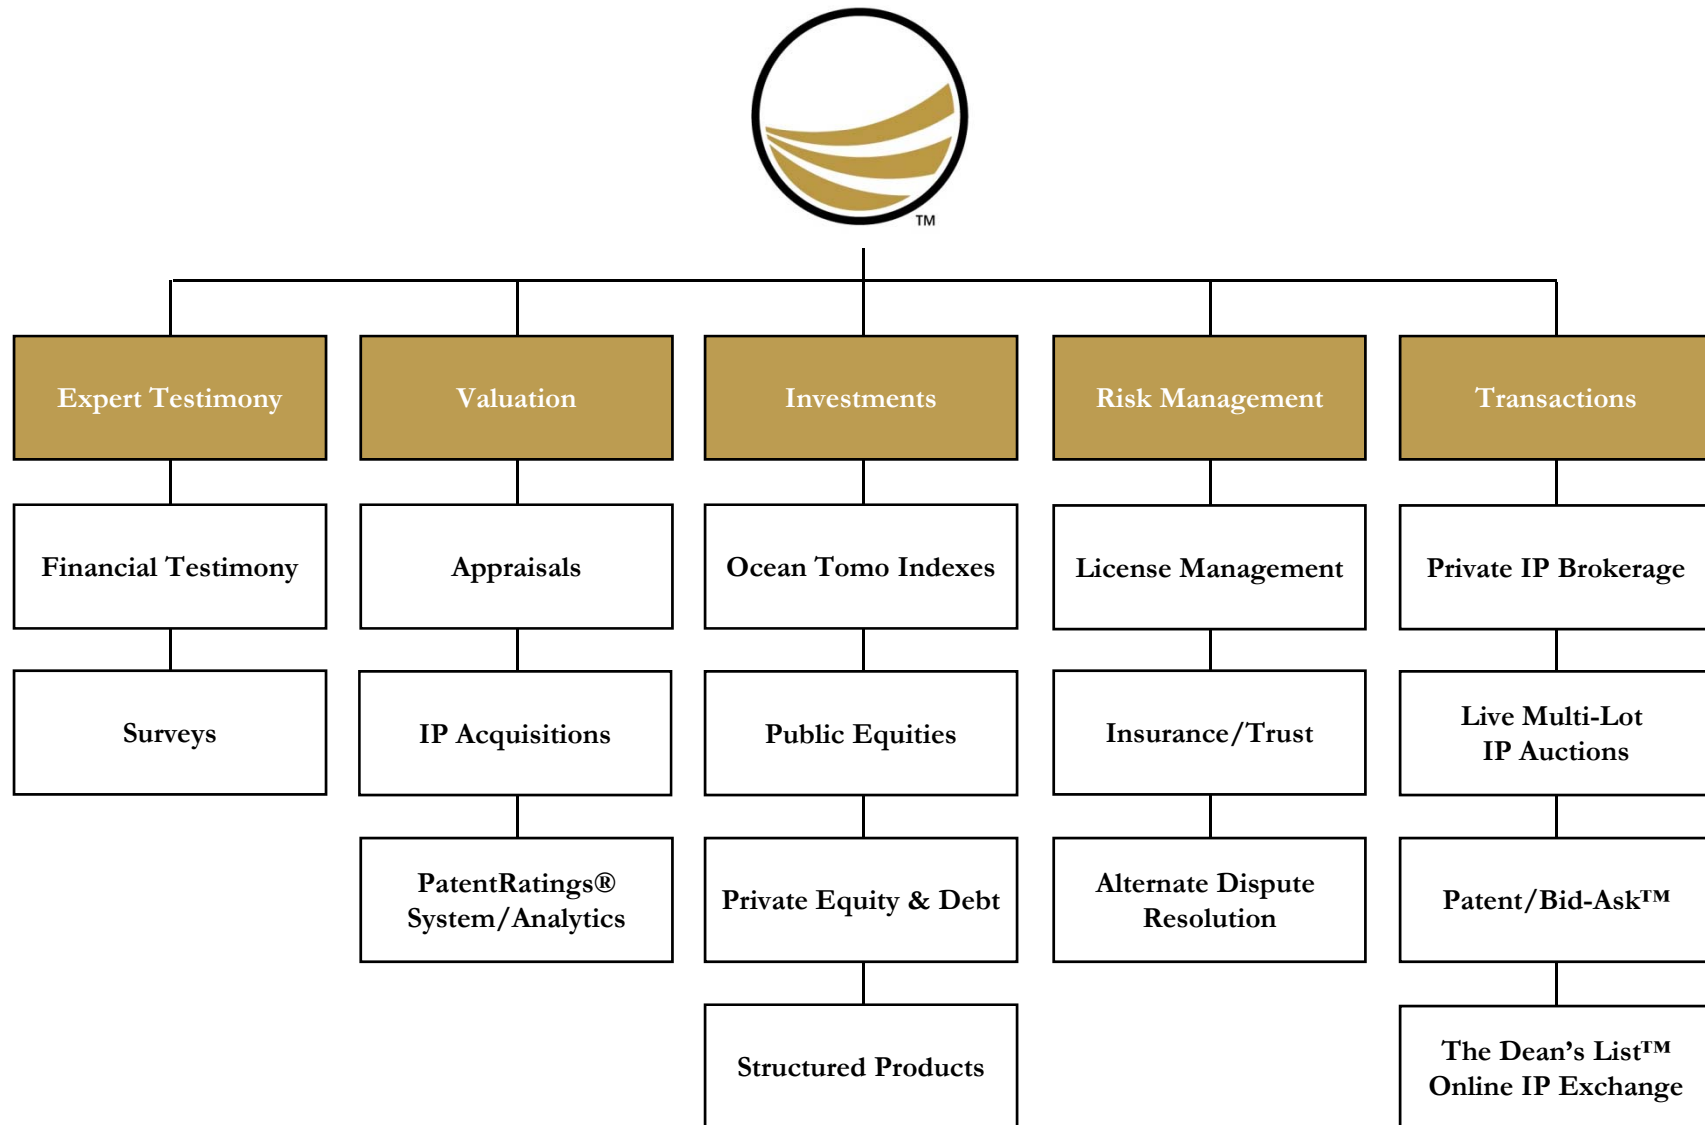 TM
Expert Testimony
Valuation
Investments
Risk Management
Transactions
Financial Testimony
Appraisals
Ocean Tomo Indexes
License Management
Private IP Brokerage
Surveys
IP Acquisitions
Public Equities
Insurance/Trust
Live Multi-Lot
IP Auctions
PatentRatings®
System/Analytics
Private Equity & Debt
Alternate Dispute
Resolution
Patent/Bid-Ask™
Structured Products
The Dean’s List™
Online IP Exchange